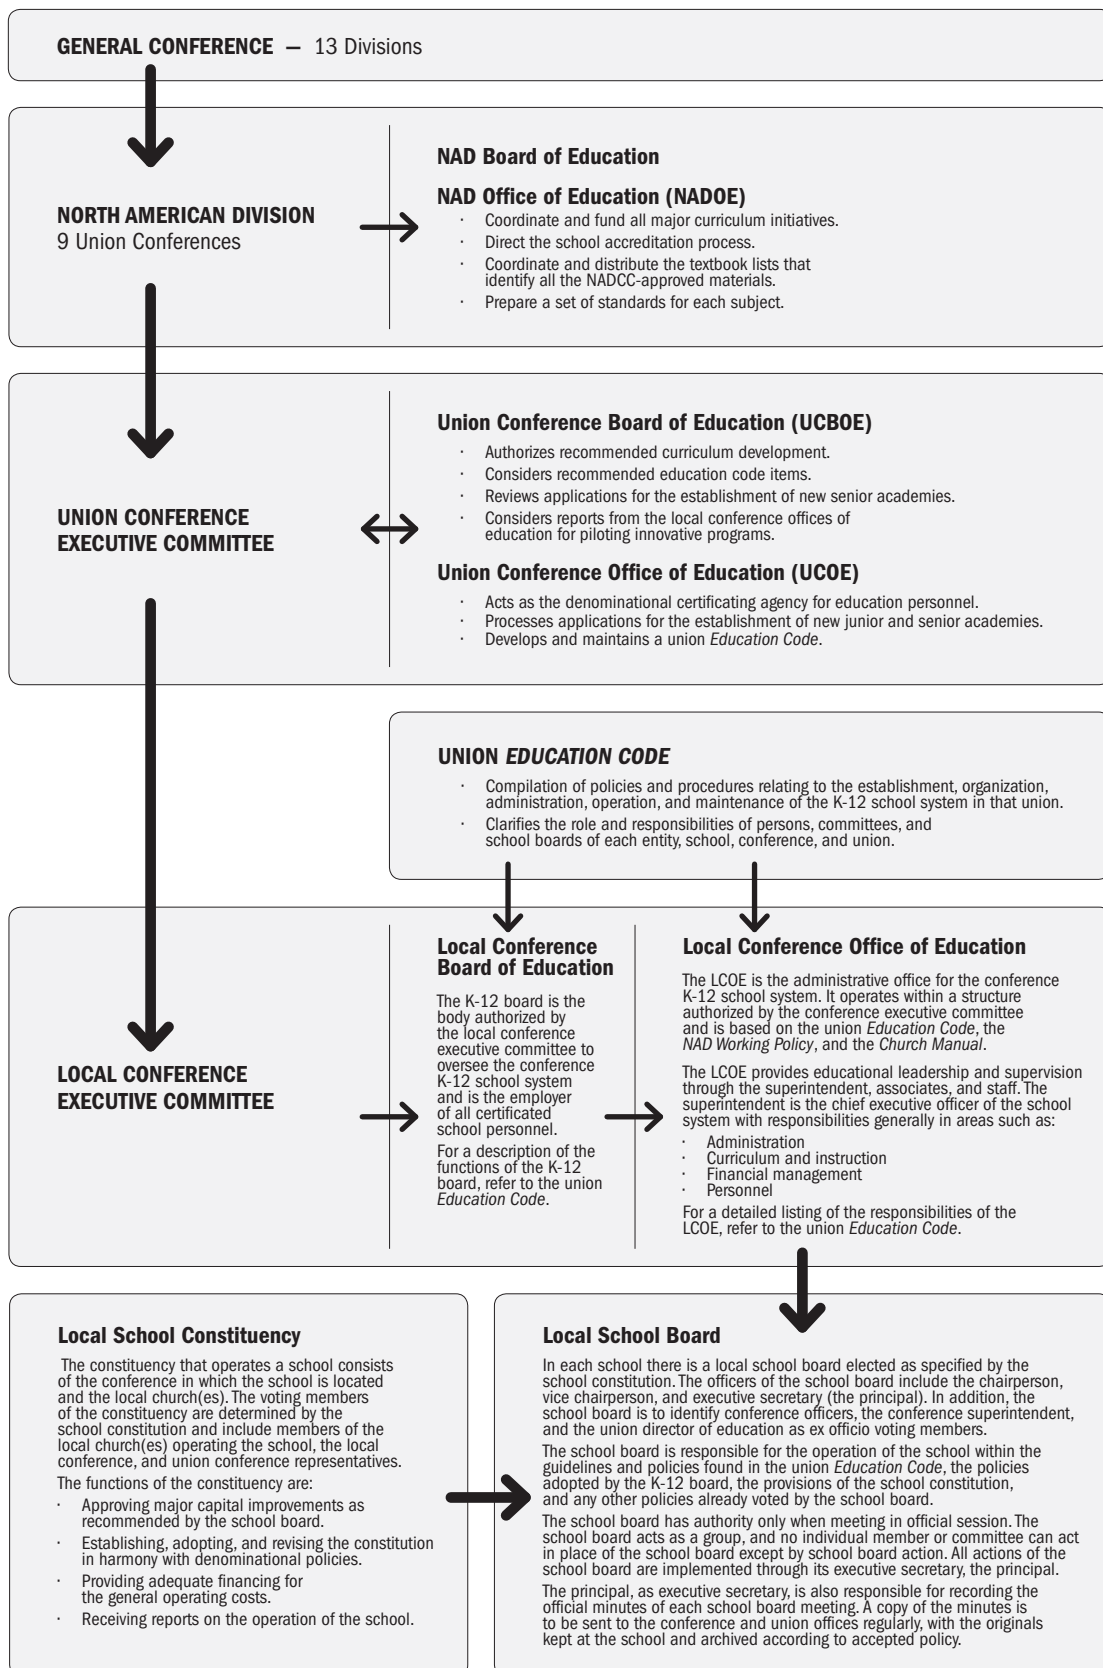 GENERAL CONFERENCE — 13 Divisions
NORTH AMERICAN DIVISION
9 Union Conferences
NAD Board of Education
NAD Office of Education (NADOE)
· Coordinate and fund all major curriculum initiatives.
· Direct the school accreditation process.
· Coordinate and distribute the textbook lists that
identify all the NADCC-approved materials.
· Prepare a set of standards for each subject.
UNION CONFERENCE
EXECUTIVE COMMITTEE
Union Conference Board of Education (UCBOE)
· Authorizes recommended curriculum development.
· Considers recommended education code items.
· Reviews applications for the establishment of new senior academies.
· Considers reports from the local conference offices of
education for piloting innovative programs.
Union Conference Office of Education (UCOE)
· Acts as the denominational certificating agency for education personnel.
· Processes applications for the establishment of new junior and senior academies.
· Develops and maintains a union Education Code.
UNION EDUCATION CODE
· Compilation of policies and procedures relating to the establishment, organization,
administration, operation, and maintenance of the K-12 school system in that union.
· Clarifies the role and responsibilities of persons, committees, and
school boards of each entity, school, conference, and union.
LOCAL CONFERENCE
EXECUTIVE COMMITTEE
Local Conference
Board of Education
The K-12 board is the
body authorized by
the local conference
executive committee to
oversee the conference
K-12 school system
and is the employer
of all certificated
school personnel.
For a description of the
functions of the K-12
board, refer to the union
Education Code.
Local Conference Office of Education
The LCOE is the administrative office for the conference
K-12 school system. It operates within a structure
authorized by the conference executive committee
and is based on the union Education Code, the
NAD Working Policy, and the Church Manual.
The LCOE provides educational leadership and supervision
through the superintendent, associates, and staff. The
superintendent is the chief executive officer of the school
system with responsibilities generally in areas such as:
· Administration
· Curriculum and instruction
· Financial management
· Personnel
For a detailed listing of the responsibilities of the
LCOE, refer to the union Education Code.
Local School Constituency
The constituency that operates a school consists
of the conference in which the school is located
and the local church(es). The voting members
of the constituency are determined by the
school constitution and include members of the
local church(es) operating the school, the local
conference, and union conference representatives.
The functions of the constituency are:
· Approving major capital improvements as
recommended by the school board.
· Establishing, adopting, and revising the constitution
in harmony with denominational policies.
· Providing adequate financing for
the general operating costs.
· Receiving reports on the operation of the school.
Local School Board
In each school there is a local school board elected as specified by the
school constitution. The officers of the school board include the chairperson,
vice chairperson, and executive secretary (the principal). In addition, the
school board is to identify conference officers, the conference superintendent,
and the union director of education as ex officio voting members.
The school board is responsible for the operation of the school within the
guidelines and policies found in the union Education Code, the policies
adopted by the K-12 board, the provisions of the school constitution,
and any other policies already voted by the school board.
The school board has authority only when meeting in official session. The
school board acts as a group, and no individual member or committee can act
in place of the school board except by school board action. All actions of the
school board are implemented through its executive secretary, the principal.
The principal, as executive secretary, is also responsible for recording the
official minutes of each school board meeting. A copy of the minutes is
to be sent to the conference and union offices regularly, with the originals
kept at the school and archived according to accepted policy.